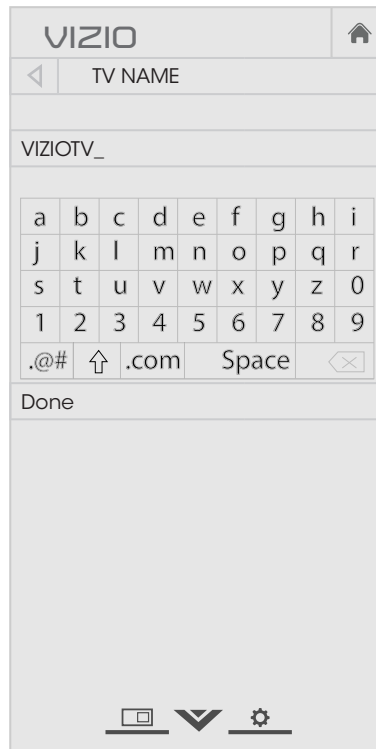 VIZIO
TV NAME
VIZIOTV_
a b c d e f g h i
j k l m n o p q r
s t u v w x y z 0
1 2 3 4 5 6 7 8 9
.@# .com Space
Done